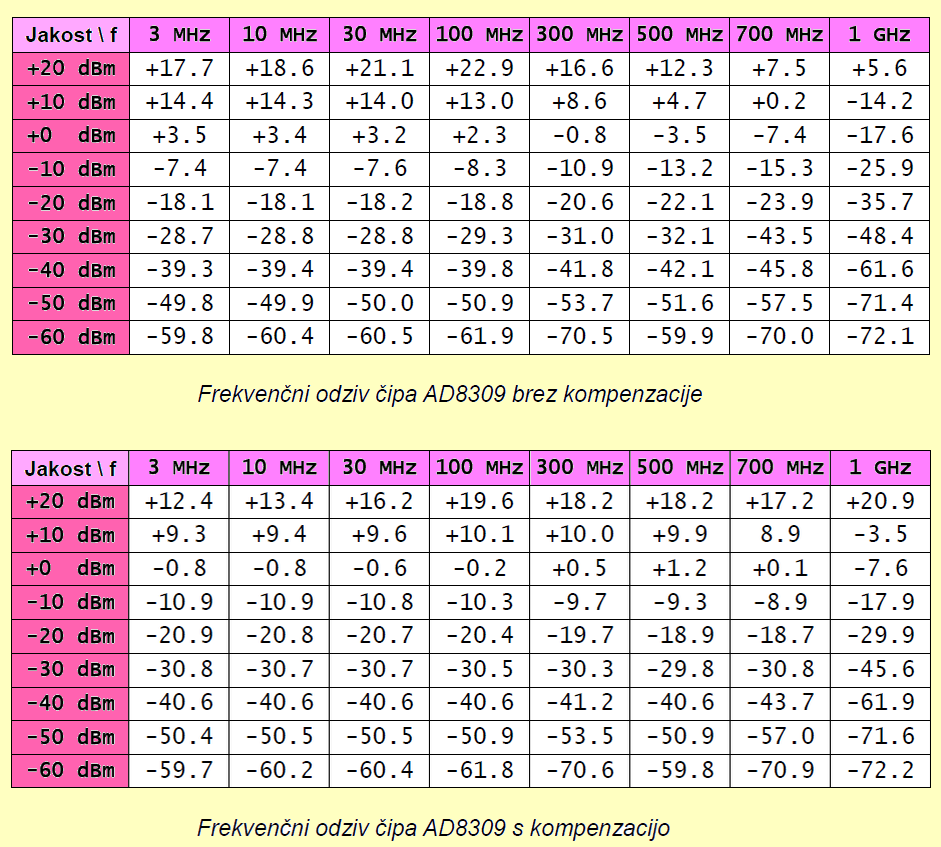 Jakost \ f 3 MHz 10 MHz 30 MHz 100 MHz 300 MHz 500 MHz 700 MHz 1 GHz
+20 dBm +17.7 +18.6 +21.1 +22.9 +16.6 +12.3 +7.5 +5.6
+10 dBm +14.4 +14.3 +14.0 +13.0 +8.6 +4.7 +0.2 -14.2
+0 dBm +3.5 +3.4 +3.2 +2.3 -0.8 -3.5 -7.4 -17.6
-10 dBm -7.4 -7.4 -7.6 -8.3 -10.9 -13.2 -15.3 -25.9
-20 dBm -18.1 -18.1 -18.2 -18.8 -20.6 -22.1 -23.9 -35.7
-30 dBm -28.7 -28.8 -28.8 -29.3 -31.0 -32.1 -43.5 -48.4
-40 dBm -39.3 -39.4 -39.4 -39.8 -41.8 -42.1 -45.8 -61.6
-50 dBm -49.8 -49.9 -50.0 -50.9 -53.7 -51.6 -57.5 -71.4
-60 dBm -59.8 -60.4 -60.5 -61.9 -70.5 -59.9 -70.0 -72.1
Frekvenčni odziv čipa AD8309 brez kompenzacije
Jakost \ f 3 MHz 10 MHz 30 MHz 100 MHz 300 MHz 500 MHz 700 MHz 1 GHz
+20 dBm +12.4 +13.4 +16.2 +19.6 +18.2 +18.2 +17.2 +20.9
+10 dBm +9.3 +9.4 +9.6 +10.1 +10.0 +9.9 8.9 -3.5
+0 dBm -0.8 -0.8 -0.6 -0.2 +0.5 +1.2 +0.1 -7.6
-10 dBm -10.9 -10.9 -10.8 -10.3 -9.7 -9.3 -8.9 -17.9
-20 dBm -20.9 -20.8 -20.7 -20.4 -19.7 -18.9 -18.7 -29.9
-30 dBm -30.8 -30.7 -30.7 -30.5 -30.3 -29.8 -30.8 -45.6
-40 dBm -40.6 -40.6 -40.6 -40.6 -41.2 -40.6 -43.7 -61.9
-50 dBm -50.4 -50.5 -50.5 -50.9 -53.5 -50.9 -57.0 -71.6
-60 dBm -59.7 -60.2 -60.4 -61.8 -70.6 -59.8 -70.9 -72.2
Frekvenčni odziv čipa AD8309 s kompenzacijo